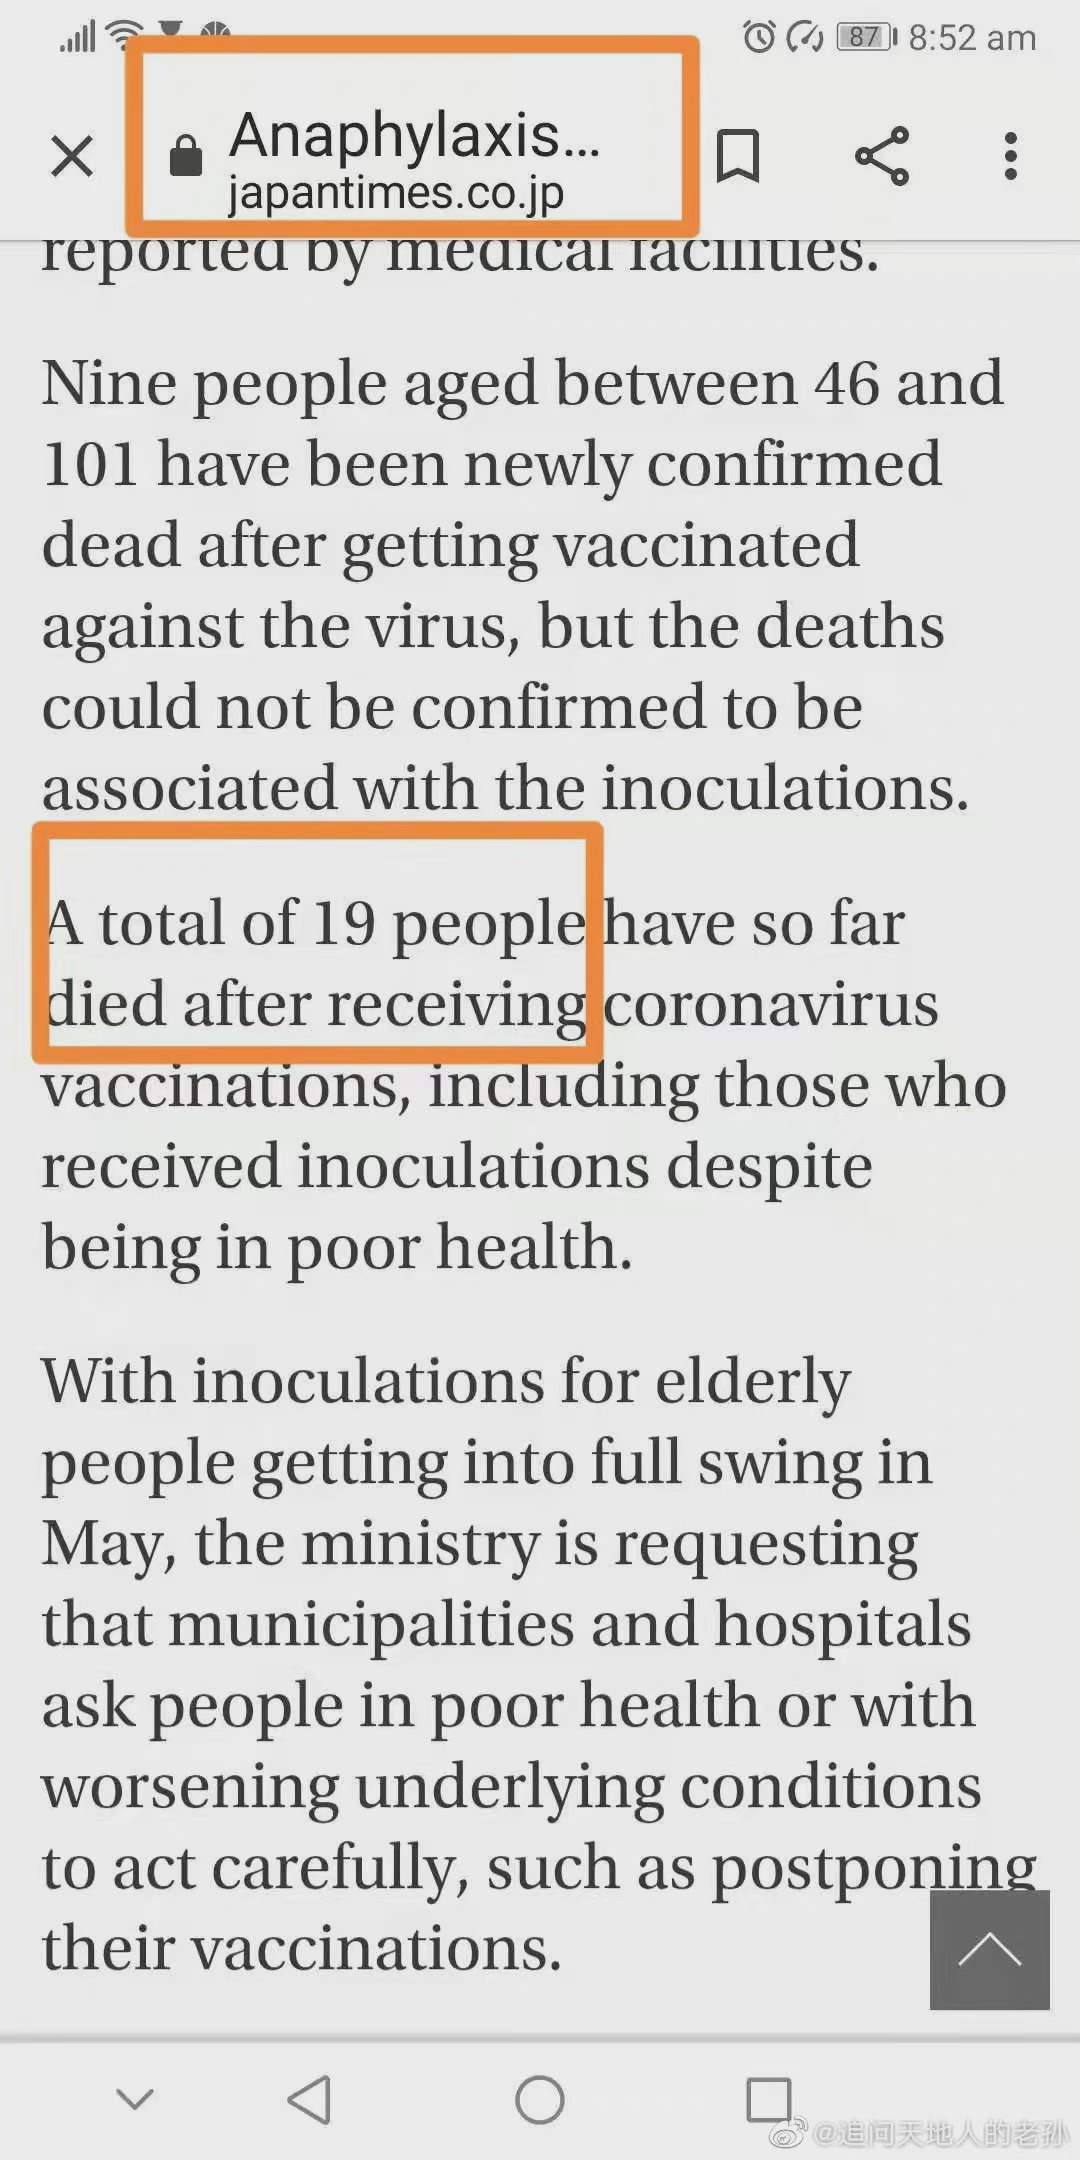 87 8:52 am
Anaphylaxis...
japantimes.co.jp
reported by medical facilities.
Nine people aged between 46 and
101 have been newly confirmed
dead after getting vaccinated
against the virus, but the deaths
could not be confirmed to be
associated with the inoculations.
A total of 19 people have so far
died after receiving coronavirus
vaccinations, including those who
received inoculations despite
being in poor health.
With inoculations for elderly
people getting into full swing in
May, the ministry is requesting
that municipalities and hospitals
ask people in poor health or with
worsening underlying conditions
to act carefully, such as postponing
their vaccinations.
@追问天地人的老孙